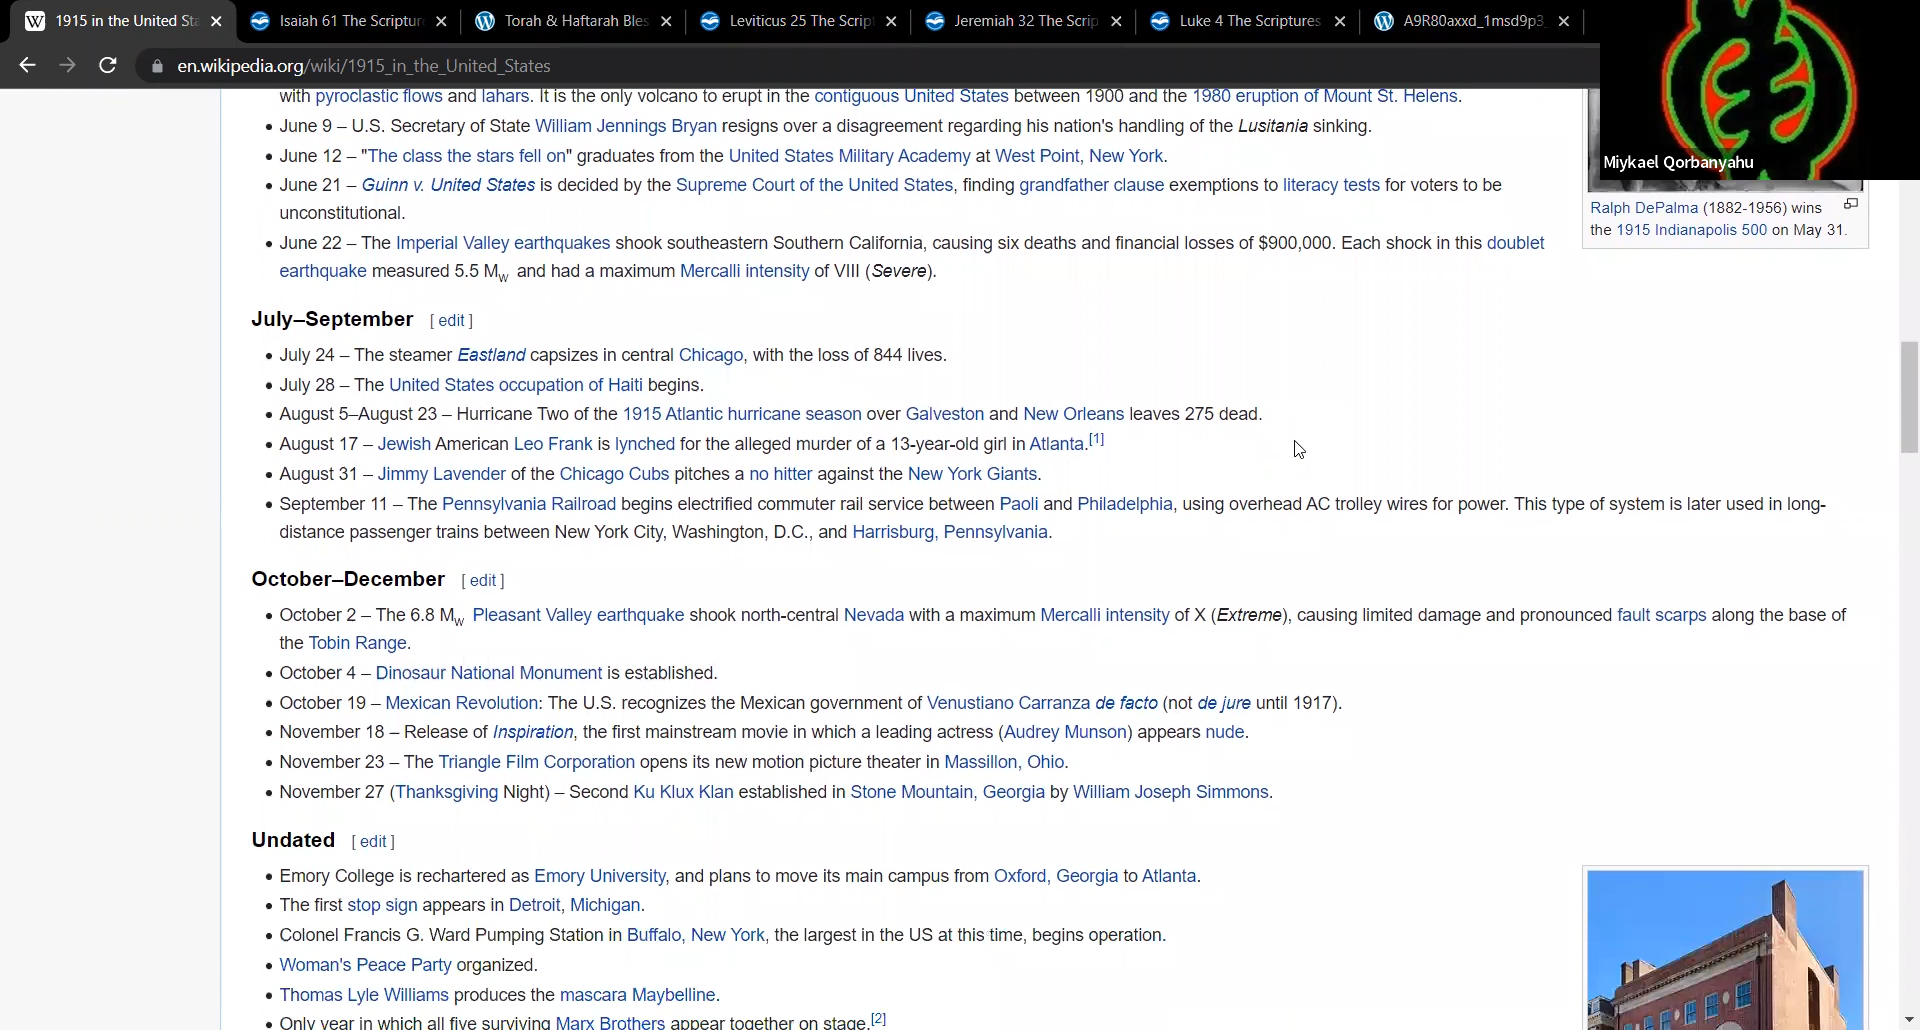 1915 in the United Sta
Isaiah 61 The Scripture
Torah & Haftarah Bles
Leviticus 25 The Script
Jeremiah 32 The Scrip
Luke 4 The Scriptures
A9R80axxd_1msd9p3
en.wikipedia.org/wiki/1915_in_the_United_States
Miykael Qorbanyahu
with pyroclastic flows and lahars. It is the only volcano to erupt in the contiguous United States between 1900 and the 1980 eruption of Mount St. Helens.
• June 9 – U.S. Secretary of State William Jennings Bryan resigns over a disagreement regarding his nation's handling of the Lusitania sinking.
• June 12 – "The class the stars fell on" graduates from the United States Military Academy at West Point, New York.
• June 21 – Guinn v. United States is decided by the Supreme Court of the United States, finding grandfather clause exemptions to literacy tests for voters to be
unconstitutional.
• June 22 – The Imperial Valley earthquakes shook southeastern Southern California, causing six deaths and financial losses of $900,000. Each shock in this doublet
earthquake measured 5.5 Mw and had a maximum Mercalli intensity of VIII (Severe).
Ralph DePalma (1882-1956) wins
the 1915 Indianapolis 500 on May 31.
July–September [ edit ]
• July 24 – The steamer Eastland capsizes in central Chicago, with the loss of 844 lives.
• July 28 – The United States occupation of Haiti begins.
• August 5–August 23 – Hurricane Two of the 1915 Atlantic hurricane season over Galveston and New Orleans leaves 275 dead.
• August 17 – Jewish American Leo Frank is lynched for the alleged murder of a 13-year-old girl in Atlanta.[1]
• August 31 – Jimmy Lavender of the Chicago Cubs pitches a no hitter against the New York Giants.
• September 11 – The Pennsylvania Railroad begins electrified commuter rail service between Paoli and Philadelphia, using overhead AC trolley wires for power. This type of system is later used in long-
distance passenger trains between New York City, Washington, D.C., and Harrisburg, Pennsylvania.
October–December [ edit ]
• October 2 – The 6.8 Mw Pleasant Valley earthquake shook north-central Nevada with a maximum Mercalli intensity of X (Extreme), causing limited damage and pronounced fault scarps along the base of
the Tobin Range.
• October 4 – Dinosaur National Monument is established.
• October 19 – Mexican Revolution: The U.S. recognizes the Mexican government of Venustiano Carranza de facto (not de jure until 1917).
• November 18 – Release of Inspiration, the first mainstream movie in which a leading actress (Audrey Munson) appears nude.
• November 23 – The Triangle Film Corporation opens its new motion picture theater in Massillon, Ohio.
• November 27 (Thanksgiving Night) – Second Ku Klux Klan established in Stone Mountain, Georgia by William Joseph Simmons.
Undated [ edit ]
• Emory College is rechartered as Emory University, and plans to move its main campus from Oxford, Georgia to Atlanta.
• The first stop sign appears in Detroit, Michigan.
• Colonel Francis G. Ward Pumping Station in Buffalo, New York, the largest in the US at this time, begins operation.
• Woman's Peace Party organized.
• Thomas Lyle Williams produces the mascara Maybelline.
• Only year in which all five surviving Marx Brothers appear together on stage.[2]